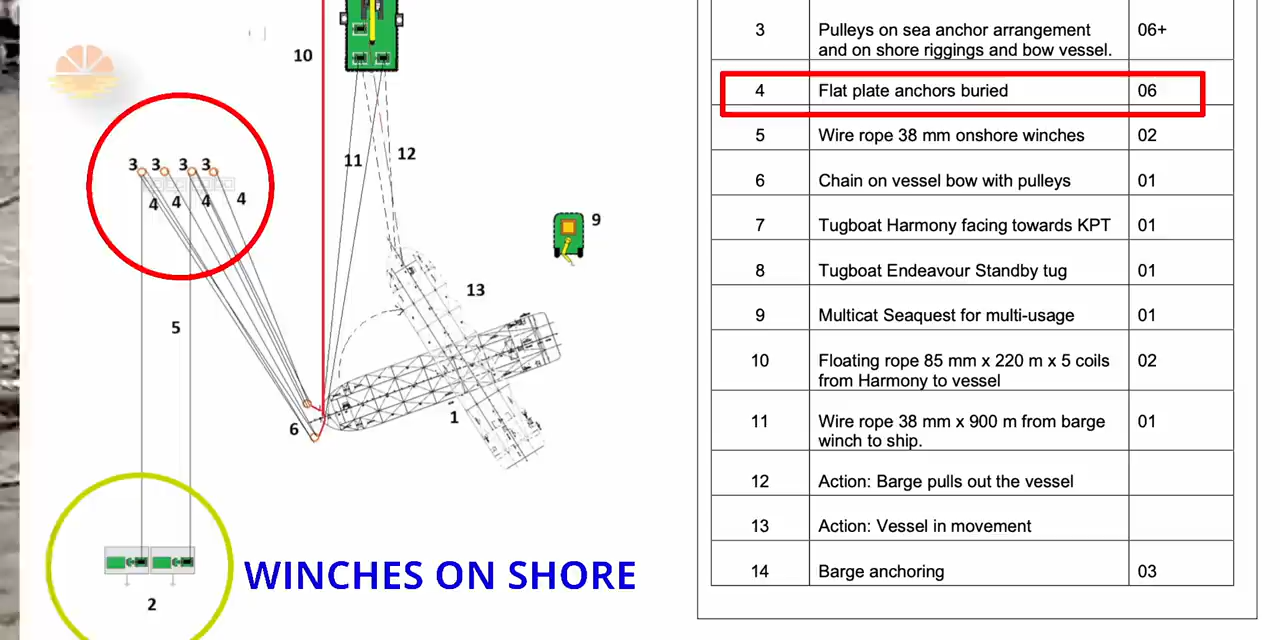 10
3 3 3 3
4 4 4 4
11
12
9
13
5
1
6
2
WINCHES ON SHORE
3 Pulleys on sea anchor arrangement 06+
and on shore riggings and bow vessel.
4 Flat plate anchors buried 06
5 Wire rope 38 mm onshore winches 02
6 Chain on vessel bow with pulleys 01
7 Tugboat Harmony facing towards KPT 01
8 Tugboat Endeavour Standby tug 01
9 Multicat Seaquest for multi-usage 01
10 Floating rope 85 mm x 220 m x 5 coils 02
from Harmony to vessel
11 Wire rope 38 mm x 900 m from barge 01
winch to ship.
12 Action: Barge pulls out the vessel
13 Action: Vessel in movement
14 Barge anchoring 03